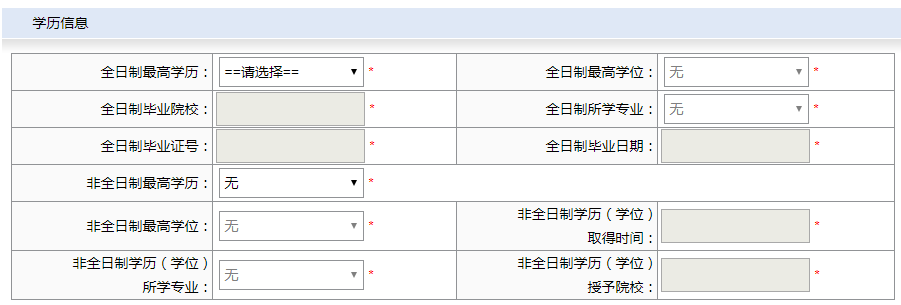 学历信息
全日制最高学历： ==请选择== * 全日制最高学位： 无 *
全日制毕业院校： * 全日制所学专业： 无 *
全日制毕业证号： * 全日制毕业日期： *
非全日制最高学历： 无 *
非全日制最高学位： 无 * 非全日制学历（学位）
取得时间： *
非全日制学历（学位） 非全日制学历（学位）
所学专业： 无 * 授予院校： *